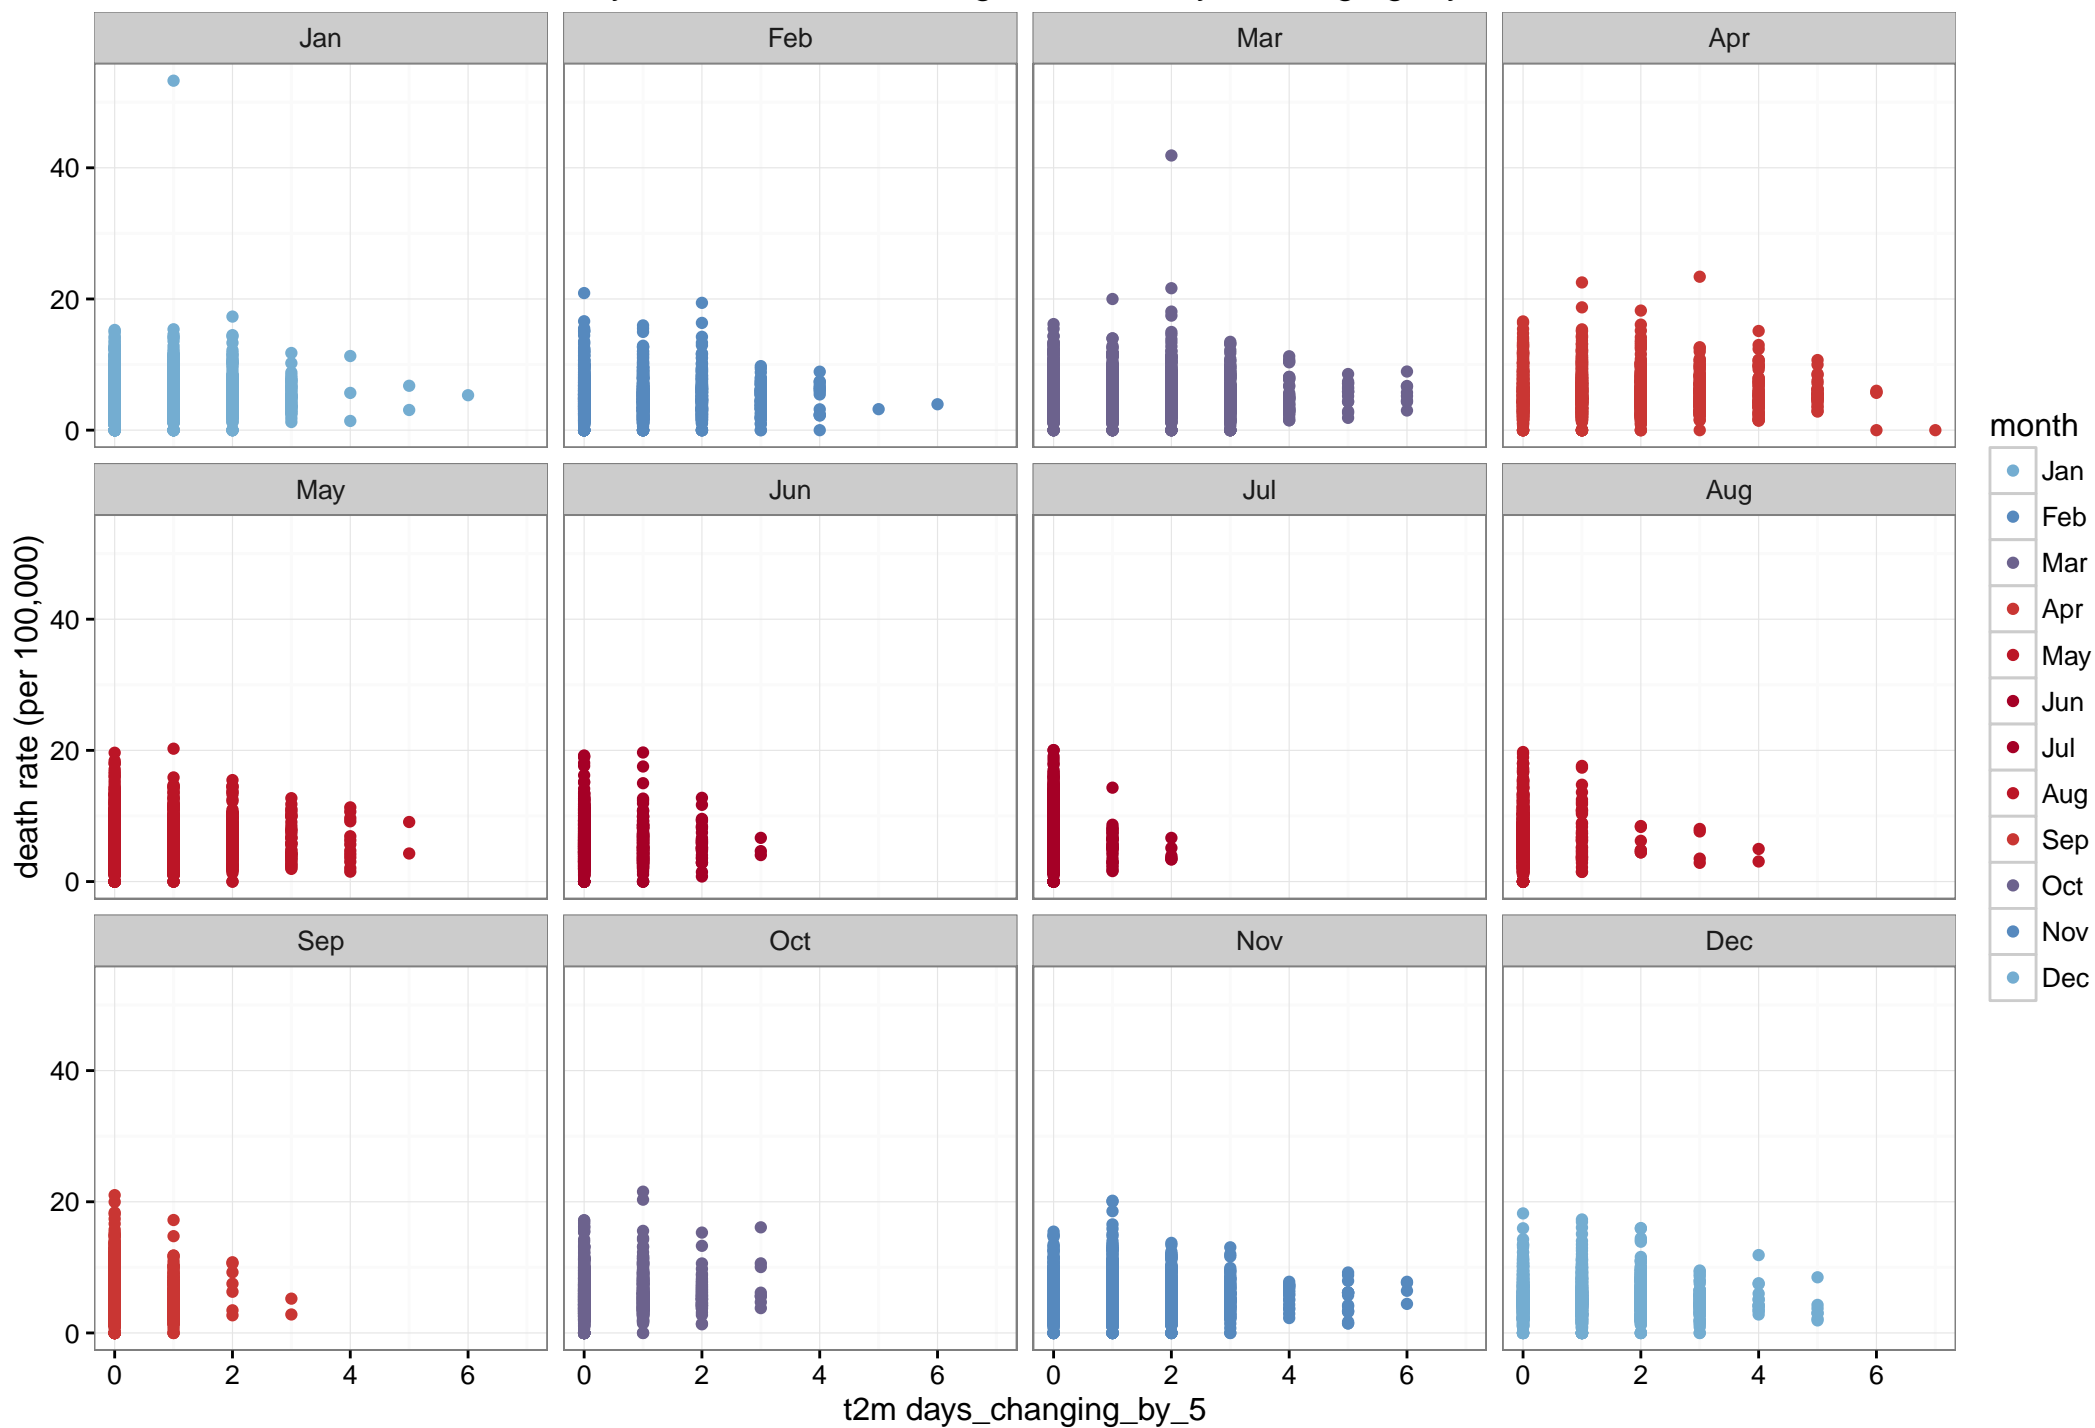 Jan Feb Mar Apr
40
20
0
May Jun Jul Aug
40
20
0
Sep Oct Nov Dec
40
20
0
0 2 4 6 0 2 4 6 0 2 4 6 0 2 4 6
t2m days_changing_by_5
death rate (per 100,000)
month
Jan
Feb
Mar
Apr
May
Jun
Jul
Aug
Sep
Oct
Nov
Dec